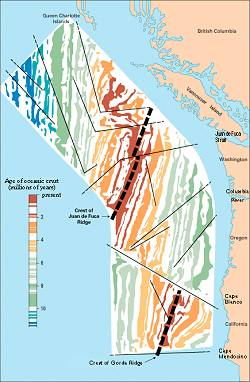 Queen Charlotte
Islands
British Columbia
Vancouver
Island
Juan de Fuca
Strait
Washington
Age of oceanic crust
(millions of years)
present
2
4
6
8
10
Columbia
River
Crest of
Juan de Fuca
Ridge
Oregon
Cape
Blanco
California
Cape
Mendocino
Crest of Gorda Ridge